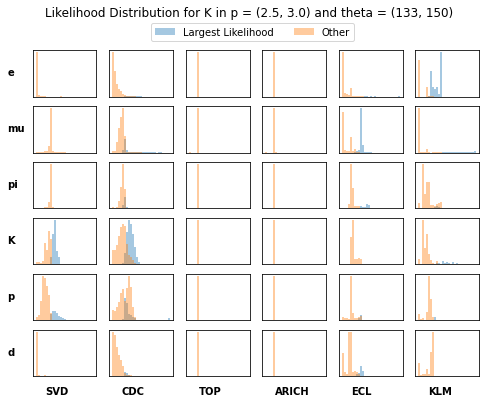 Likelihood Distribution for K in p = (2.5, 3.0) and theta = (133, 150)
Largest Likelihood Other
e
mu
pi
K
p
d
SVD CDC TOP ARICH ECL KLM